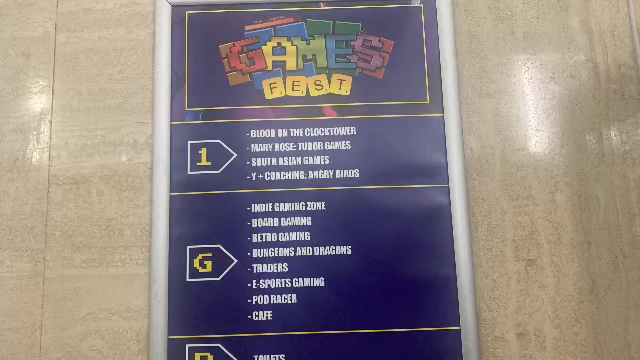 GAMES
FEST
1
- BLOOD ON THE CLOCKTOWER
- MARY ROSE: TUDOR GAMES
- SOUTH ASIAN GAMES
- Y + COACHING: ANGRY BIRDS
G
- INDIE GAMING ZONE
- BOARD GAMING
- RETRO GAMING
- DUNGEONS AND DRAGONS
- TRADERS
- E-SPORTS GAMING
- POD RACER
- CAFE
- TOILETS